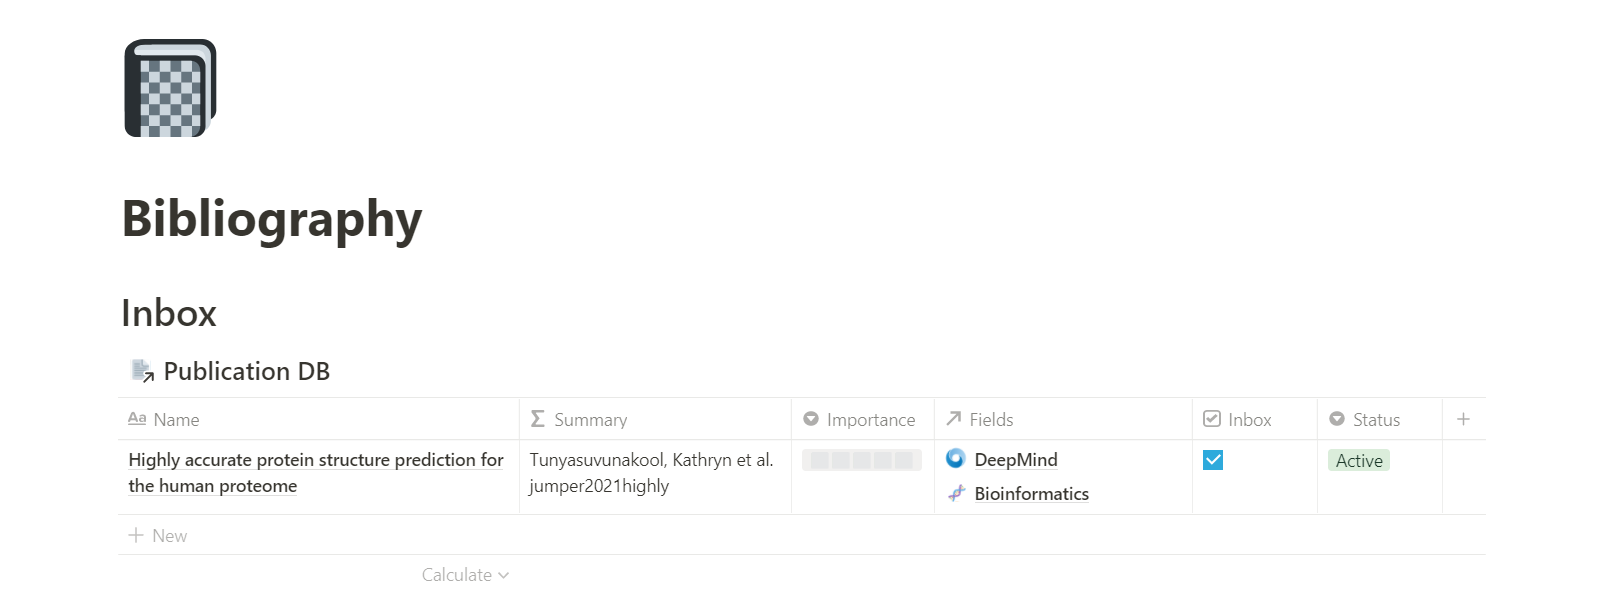 Bibliography
Inbox
Publication DB
Aa Name Σ Summary Importance Fields Inbox Status +
Highly accurate protein structure prediction for
the human proteome
Tunyasuvunakool, Kathryn et al.
jumper2021highly
DeepMind
Bioinformatics
Active
+ New
Calculate